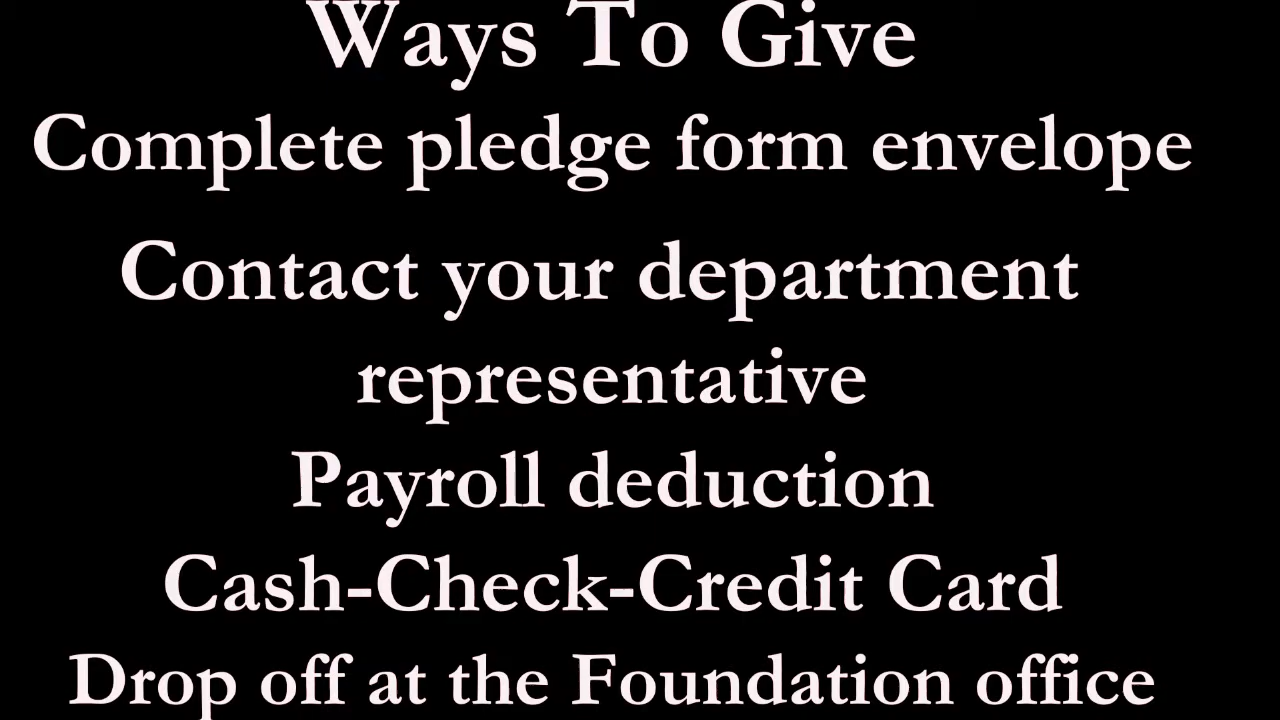 Ways To Give
Complete pledge form envelope
Contact your department
representative
Payroll deduction
Cash-Check-Credit Card
Drop off at the Foundation office